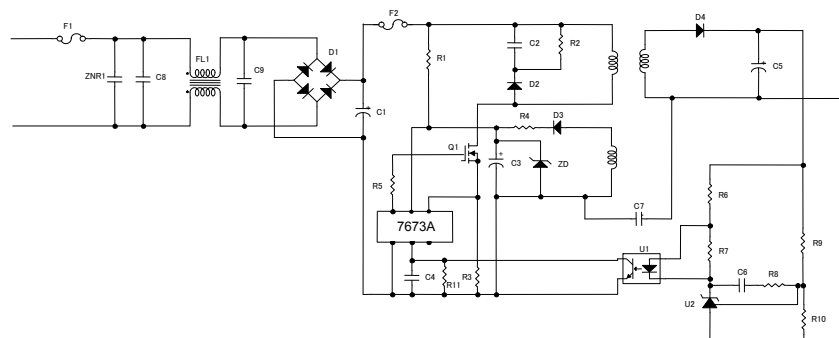 F1
F2
D4
C2
R2
FL1
D1
R1
C5
ZNR1
C8
C9
D2
C1
R4
D3
Q1
C3
ZD
R5
R6
C7
7673A
R9
U1
R7
C4
R11
R3
C6
R8
U2
R10